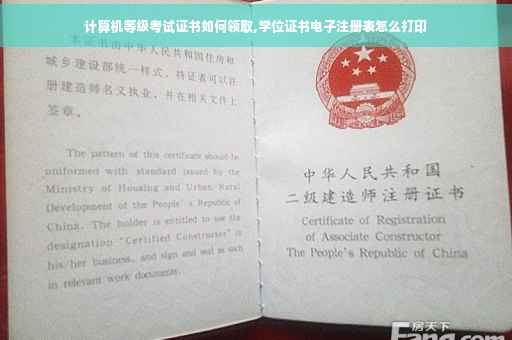 计算机等级考试证书如何领取,学位证书电子注册表怎么打印
本证书由中华人民共和国住房和
城乡建设部统一样式，持证表可以注
册建造师名义执业，并在相关文件上
签章。
The pattern of this certificate should be
uniformed with standard issued by the
Ministry of Housing and Urban Rural
Development of the People's Republic of
China. The holder is entitled to use the
designation "Certified Constructor" in
his/her business, and sign and seal as such
in relevant work documents.
中华人民共和国
二级建造师注册证书
Certificate of Registration
of Associate Constructor
The People's Republic of China
房天下
Fang.com